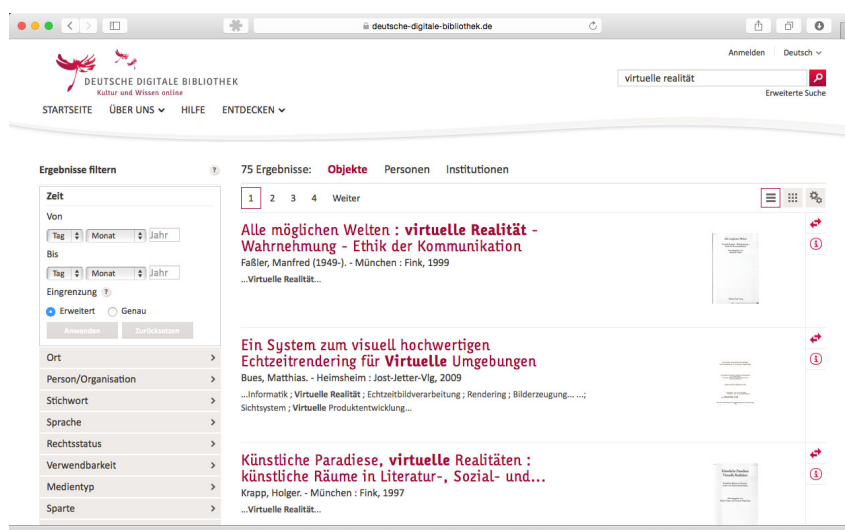 deutsche-digitale-bibliothek.de
Anmelden Deutsch
DEUTSCHE DIGITALE BIBLIOTHEK
Kultur und Wissen online
virtuelle realität
Erweiterte Suche
STARTSEITE ÜBER UNS HILFE ENTDECKEN
Ergebnisse filtern ?
75 Ergebnisse: Objekte Personen Institutionen
Zeit
1 2 3 4 Weiter
Von
Tag Monat Jahr
Bis
Tag Monat Jahr
Eingrenzung ?
Erweitert Genau
Anwenden Zurücksetzen
Ort
Person/Organisation
Stichwort
Sprache
Rechtsstatus
Verwendbarkeit
Medientyp
Sparte
Alle möglichen Welten : virtuelle Realität -
Wahrnehmung - Ethik der Kommunikation
Faßler, Manfred (1949-). - München : Fink, 1999
...Virtuelle Realität...
Ein System zum visuell hochwertigen
Echtzeitrendering für Virtuelle Umgebungen
Bues, Matthias. - Heimsheim : Jost-Jetter-Vlg, 2009
...Informatik ; Virtuelle Realität ; Echtzeitbildverarbeitung ; Rendering ; Bilderzeugung... ...;
Sichtsystem ; Virtuelle Produktentwicklung...
Künstliche Paradiese, virtuelle Realitäten :
künstliche Räume in Literatur-, Sozial- und...
Krapp, Holger. - München : Fink, 1997
...Virtuelle Realität...